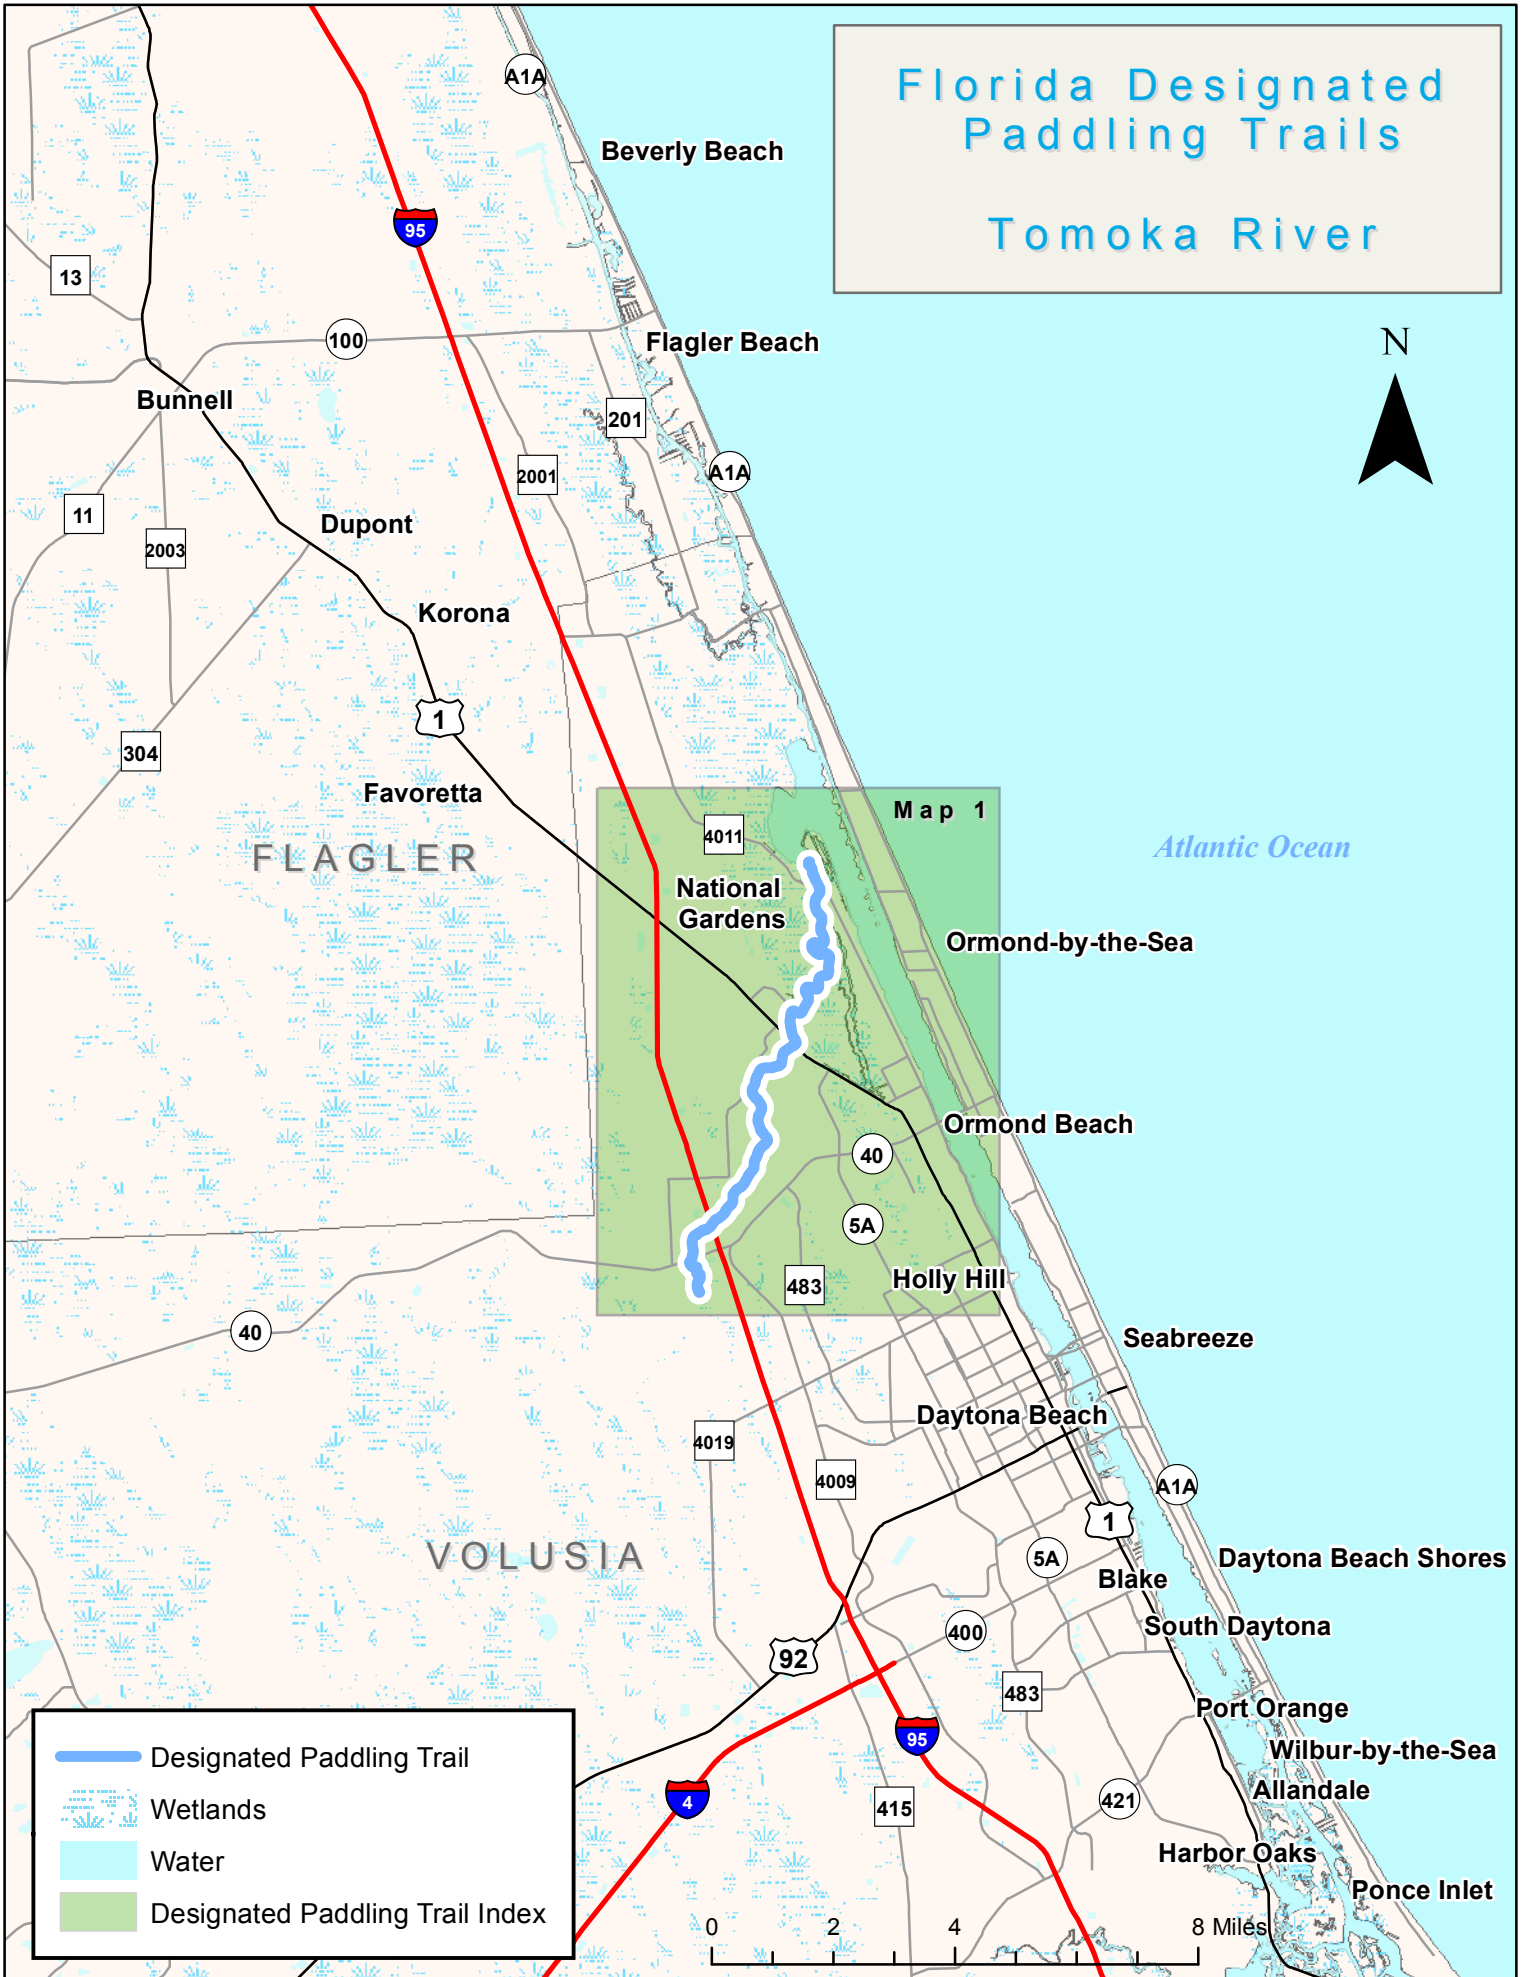 Florida Designated
Paddling Trails
Tomoka River
A1A
Beverly Beach
95
13
N
100
Flagler Beach
Bunnell
201
A1A
2001
11
Dupont
2003
Korona
1
304
Favoretta
Map 1
4011
Atlantic Ocean
FLAGLER
National
Gardens
Ormond-by-the-Sea
Ormond Beach
40
5A
Holly Hill
483
40
Seabreeze
Daytona Beach
4019
4009
A1A
1
VOLUSIA
5A
Daytona Beach Shores
Blake
South Daytona
400
92
483
Port Orange
95
Wilbur-by-the-Sea
Designated Paddling Trail
Allandale
4
415
421
Wetlands
Harbor Oaks
Water
Ponce Inlet
Designated Paddling Trail Index
0 2 4 8 Miles